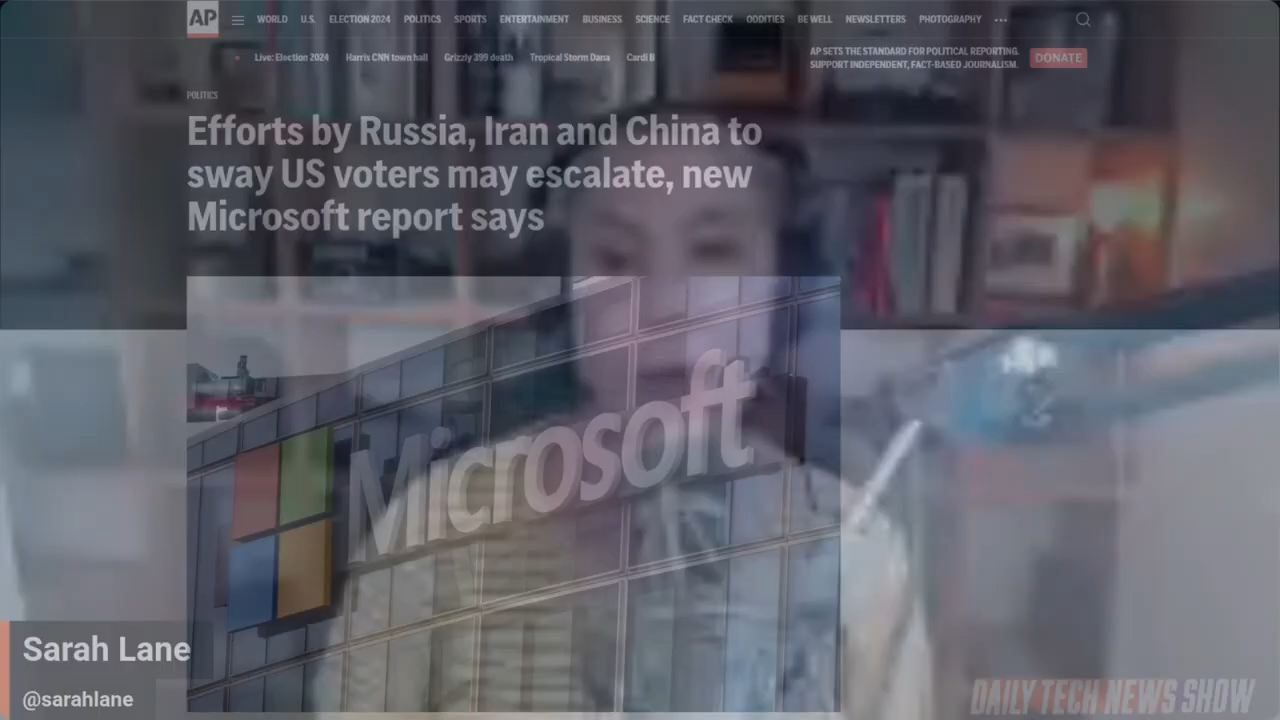 AP
WORLD U.S. ELECTION 2024 POLITICS SPORTS ENTERTAINMENT BUSINESS SCIENCE FACT CHECK ODDITIES BE WELL NEWSLETTERS PHOTOGRAPHY
Live: Election 2024 Harris CNN town hall Grizzly 399 death Tropical Storm Dana Cardi B
AP SETS THE STANDARD FOR POLITICAL REPORTING.
SUPPORT INDEPENDENT, FACT-BASED JOURNALISM.
DONATE
POLITICS
Efforts by Russia, Iran and China to
sway US voters may escalate, new
Microsoft report says
Microsoft
Sarah Lane
@sarahlane
DAILY TECH NEWS SHOW